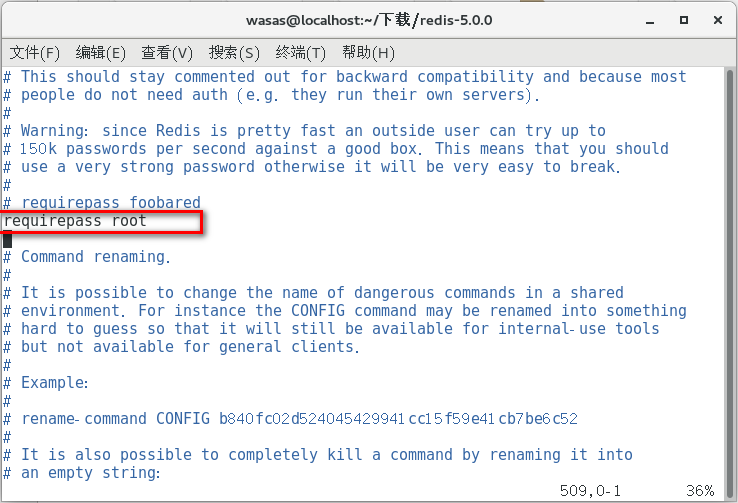 wasas@localhost:~/下载/redis-5.0.0
文件(F) 编辑(E) 查看(V) 搜索(S) 终端(T) 帮助(H)
# This should stay commented out for backward compatibility and because most
# people do not need auth (e.g. they run their own servers).
#
# Warning: since Redis is pretty fast an outside user can try up to
# 150k passwords per second against a good box. This means that you should
# use a very strong password otherwise it will be very easy to break.
#
# requirepass foobared
requirepass root
# Command renaming.
#
# It is possible to change the name of dangerous commands in a shared
# environment. For instance the CONFIG command may be renamed into something
# hard to guess so that it will still be available for internal-use tools
# but not available for general clients.
#
# Example:
#
# rename-command CONFIG b840fc02d524045429941cc15f59e41cb7be6c52
#
# It is also possible to completely kill a command by renaming it into
# an empty string:
509,0-1 36%